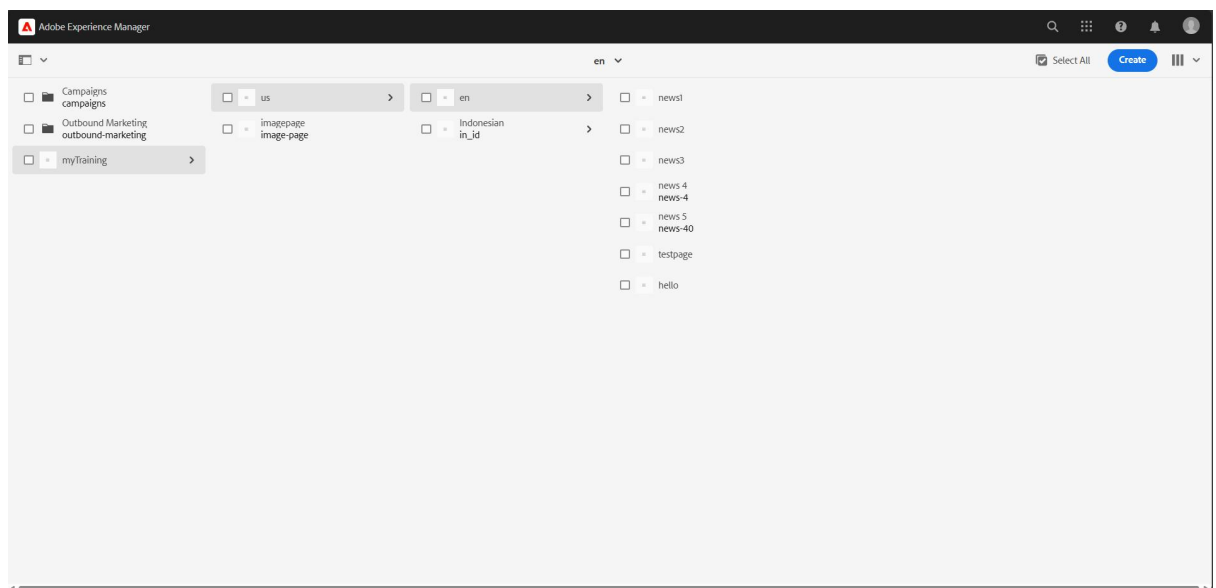 Adobe Experience Manager
en
Select All
Create
Campaigns
campaigns
Outbound Marketing
outbound-marketing
myTraining
us
imagepage
image-page
en
Indonesian
in_id
news1
news2
news3
news 4
news-4
news 5
news-40
testpage
hello